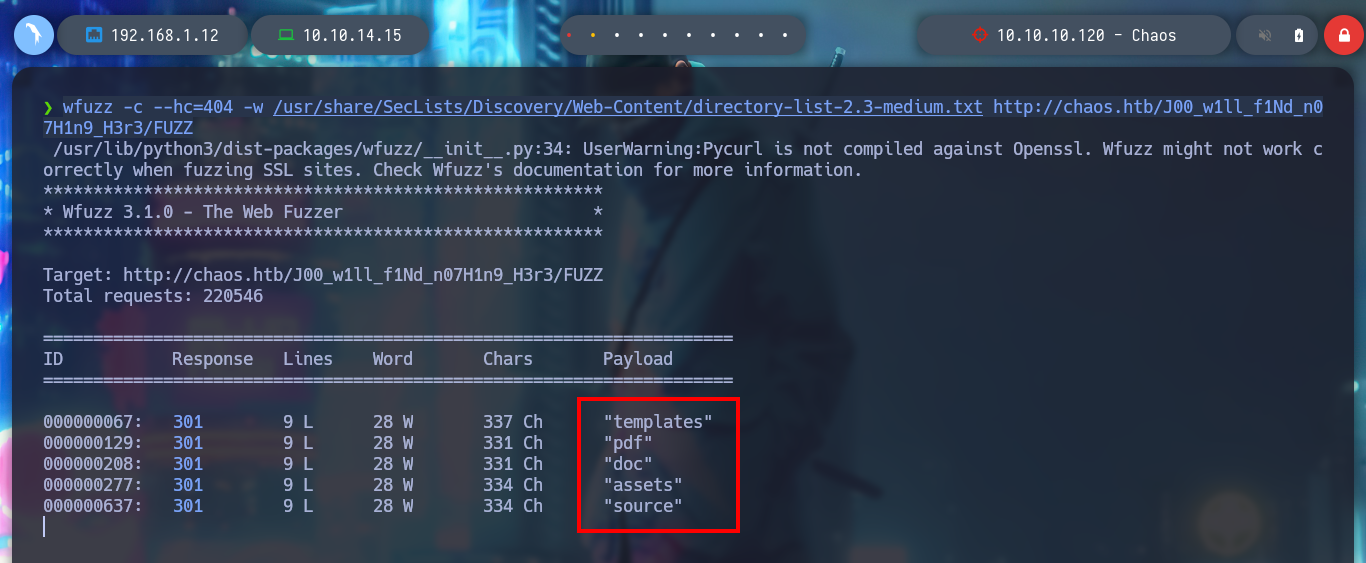 192.168.1.12 10.10.14.15 10.10.10.120 - Chaos
❯ wfuzz -c --hc=404 -w /usr/share/SecLists/Discovery/Web-Content/directory-list-2.3-medium.txt http://chaos.htb/J00_w1ll_f1Nd_n0
7H1n9_H3r3/FUZZ
/usr/lib/python3/dist-packages/wfuzz/__init__.py:34: UserWarning:Pycurl is not compiled against Openssl. Wfuzz might not work c
orrectly when fuzzing SSL sites. Check Wfuzz's documentation for more information.
********************************************************
* Wfuzz 3.1.0 - The Web Fuzzer                         *
********************************************************
Target: http://chaos.htb/J00_w1ll_f1Nd_n07H1n9_H3r3/FUZZ
Total requests: 220546
=====================================================================
ID           Response   Lines    Word       Chars       Payload
=====================================================================
000000067:   301        9 L      28 W       337 Ch      "templates"
000000129:   301        9 L      28 W       331 Ch      "pdf"
000000208:   301        9 L      28 W       331 Ch      "doc"
000000277:   301        9 L      28 W       334 Ch      "assets"
000000637:   301        9 L      28 W       334 Ch      "source"